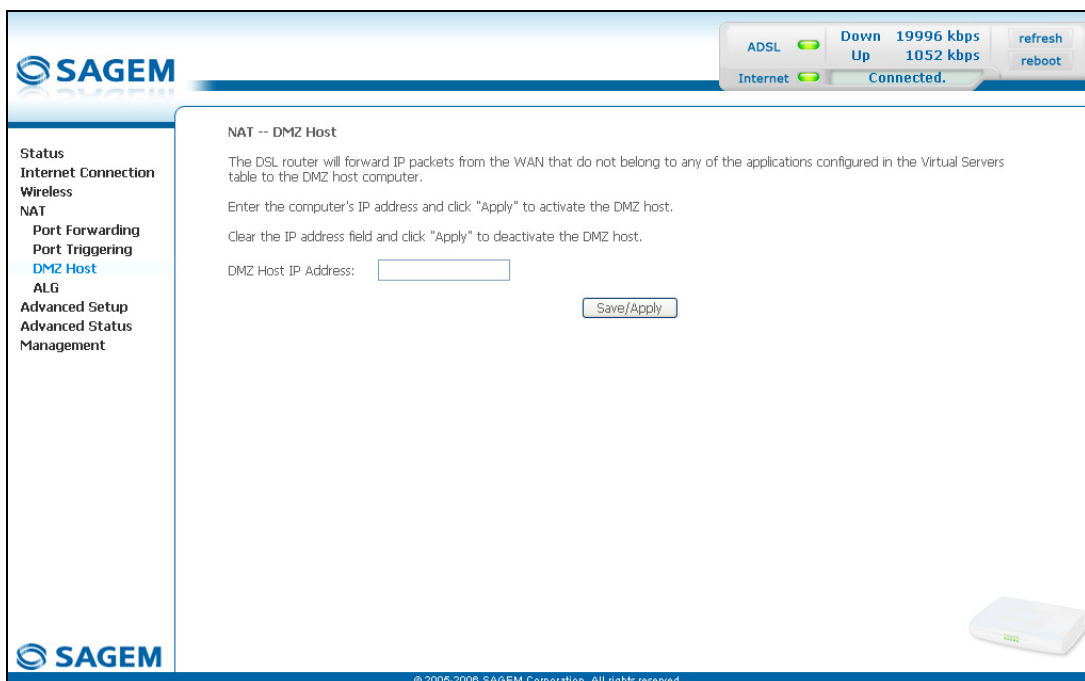 SAGEM
ADSL
Down 19996 kbps
Up 1052 kbps
refresh
reboot
Internet
Connected.
Status
Internet Connection
Wireless
NAT
Port Forwarding
Port Triggering
DMZ Host
ALG
Advanced Setup
Advanced Status
Management
NAT -- DMZ Host
The DSL router will forward IP packets from the WAN that do not belong to any of the applications configured in the Virtual Servers
table to the DMZ host computer.
Enter the computer's IP address and click "Apply" to activate the DMZ host.
Clear the IP address field and click "Apply" to deactivate the DMZ host.
DMZ Host IP Address:
Save/Apply
SAGEM
© 2005-2006 SAGEM Corporation. All rights reserved.